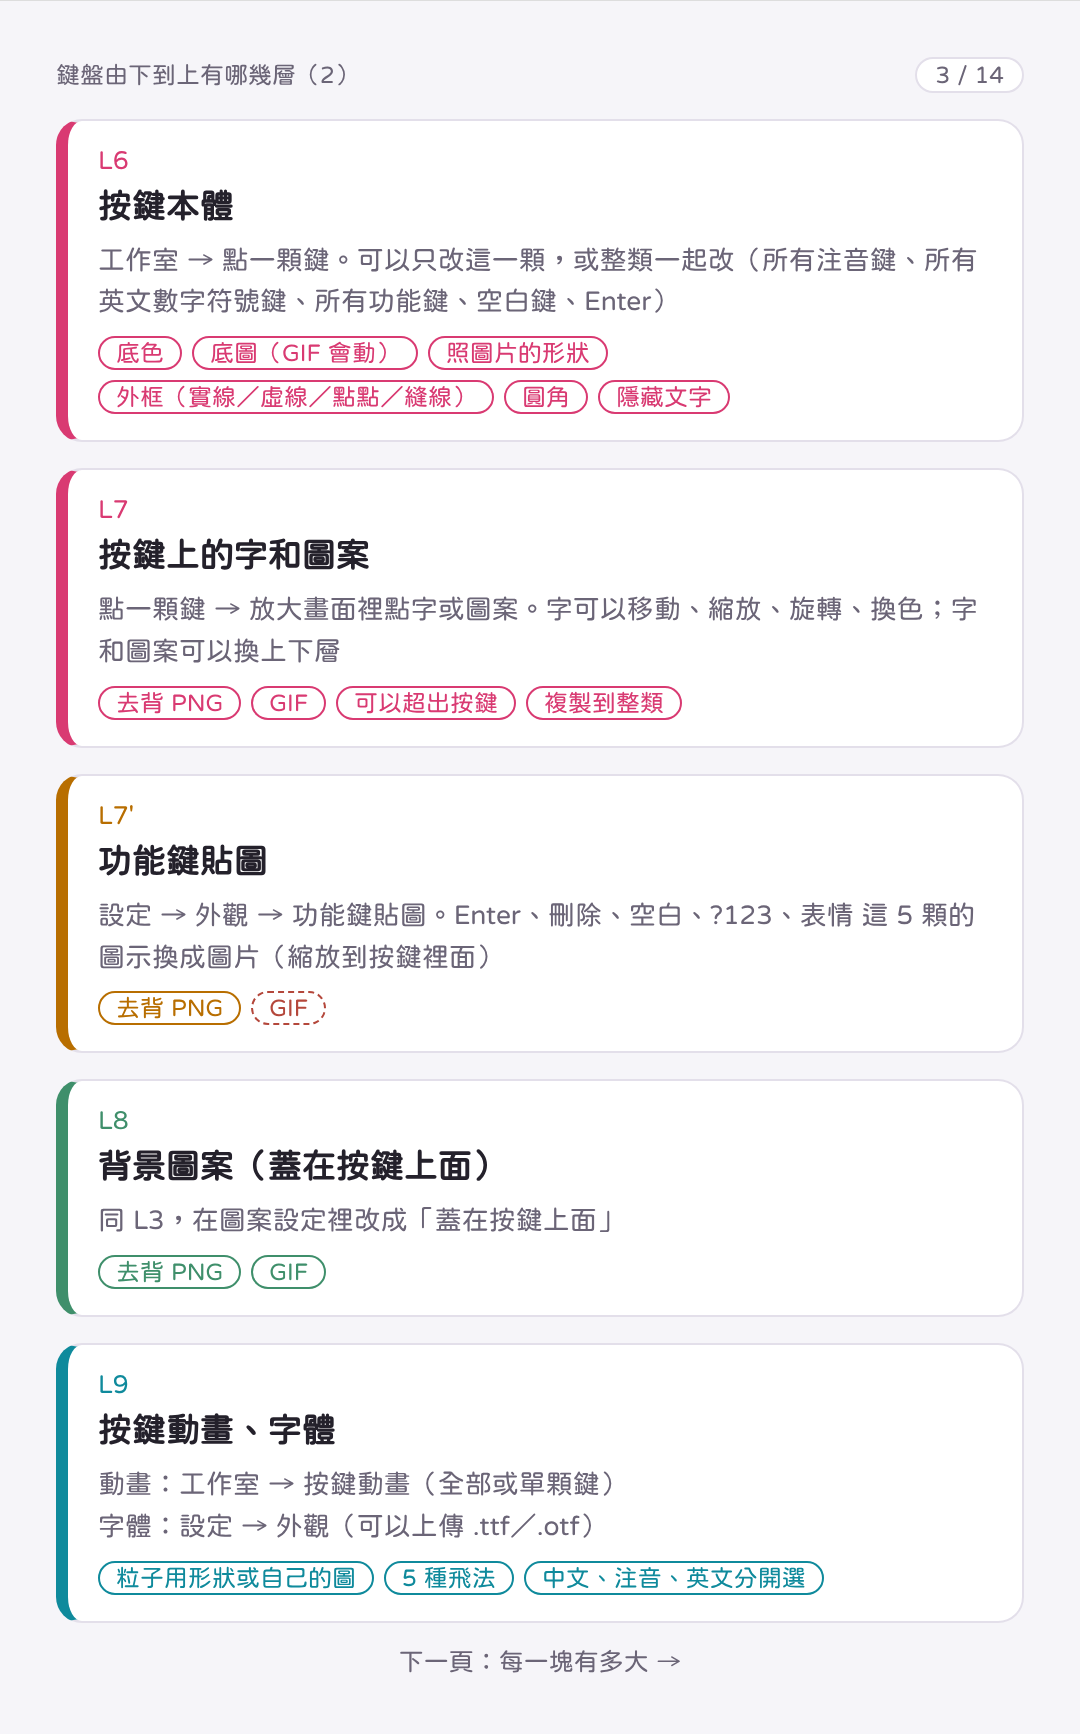 鍵盤由下到上有哪幾層（2）
3 / 14
L6
按鍵本體
工作室 → 點一顆鍵。可以只改這一顆，或整類一起改（所有注音鍵、所有
英文數字符號鍵、所有功能鍵、空白鍵、Enter）
底色 底圖（GIF 會動） 照圖片的形狀
外框（實線／虛線／點點／縫線） 圓角 隱藏文字
L7
按鍵上的字和圖案
點一顆鍵 → 放大畫面裡點字或圖案。字可以移動、縮放、旋轉、換色；字
和圖案可以換上下層
去背 PNG GIF 可以超出按鍵 複製到整類
L7'
功能鍵貼圖
設定 → 外觀 → 功能鍵貼圖。Enter、刪除、空白、?123、表情 這 5 顆的
圖示換成圖片（縮放到按鍵裡面）
去背 PNG GIF
L8
背景圖案（蓋在按鍵上面）
同 L3，在圖案設定裡改成「蓋在按鍵上面」
去背 PNG GIF
L9
按鍵動畫、字體
動畫：工作室 → 按鍵動畫（全部或單顆鍵）
字體：設定 → 外觀（可以上傳 .ttf／.otf）
粒子用形狀或自己的圖 5 種飛法 中文、注音、英文分開選
下一頁：每一塊有多大 →